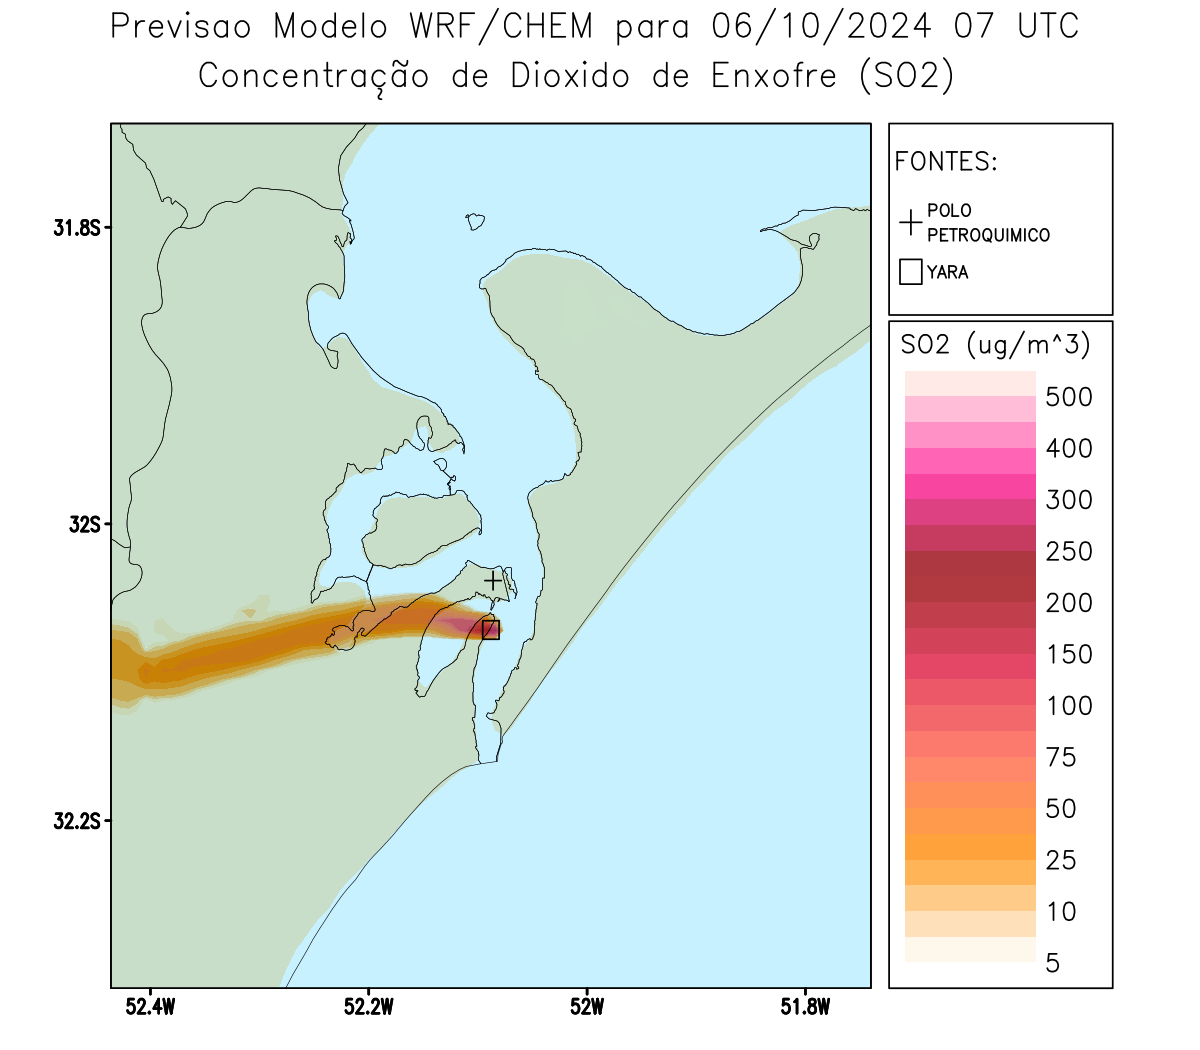 Previsao Modelo WRF/CHEM para 06/10/2024 07 UTC
Concentração de Dioxido de Enxofre (SO2)
FONTES:
POLO
PETROQUIMICO
YARA
SO2 (ug/m^3)
500
400
300
250
200
150
100
75
50
25
10
5
31.8S
32S
32.2S
52.4W
52.2W
52W
51.8W